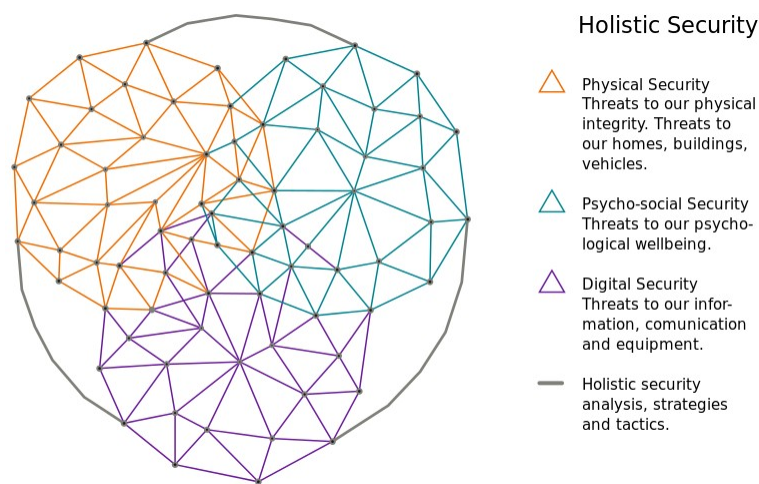 Holistic Security
Physical Security
Threats to our physical
integrity. Threats to
our homes, buildings,
vehicles.
Psycho-social Security
Threats to our psycho-
logical wellbeing.
Digital Security
Threats to our infor-
mation, comunication
and equipment.
Holistic security
analysis, strategies
and tactics.